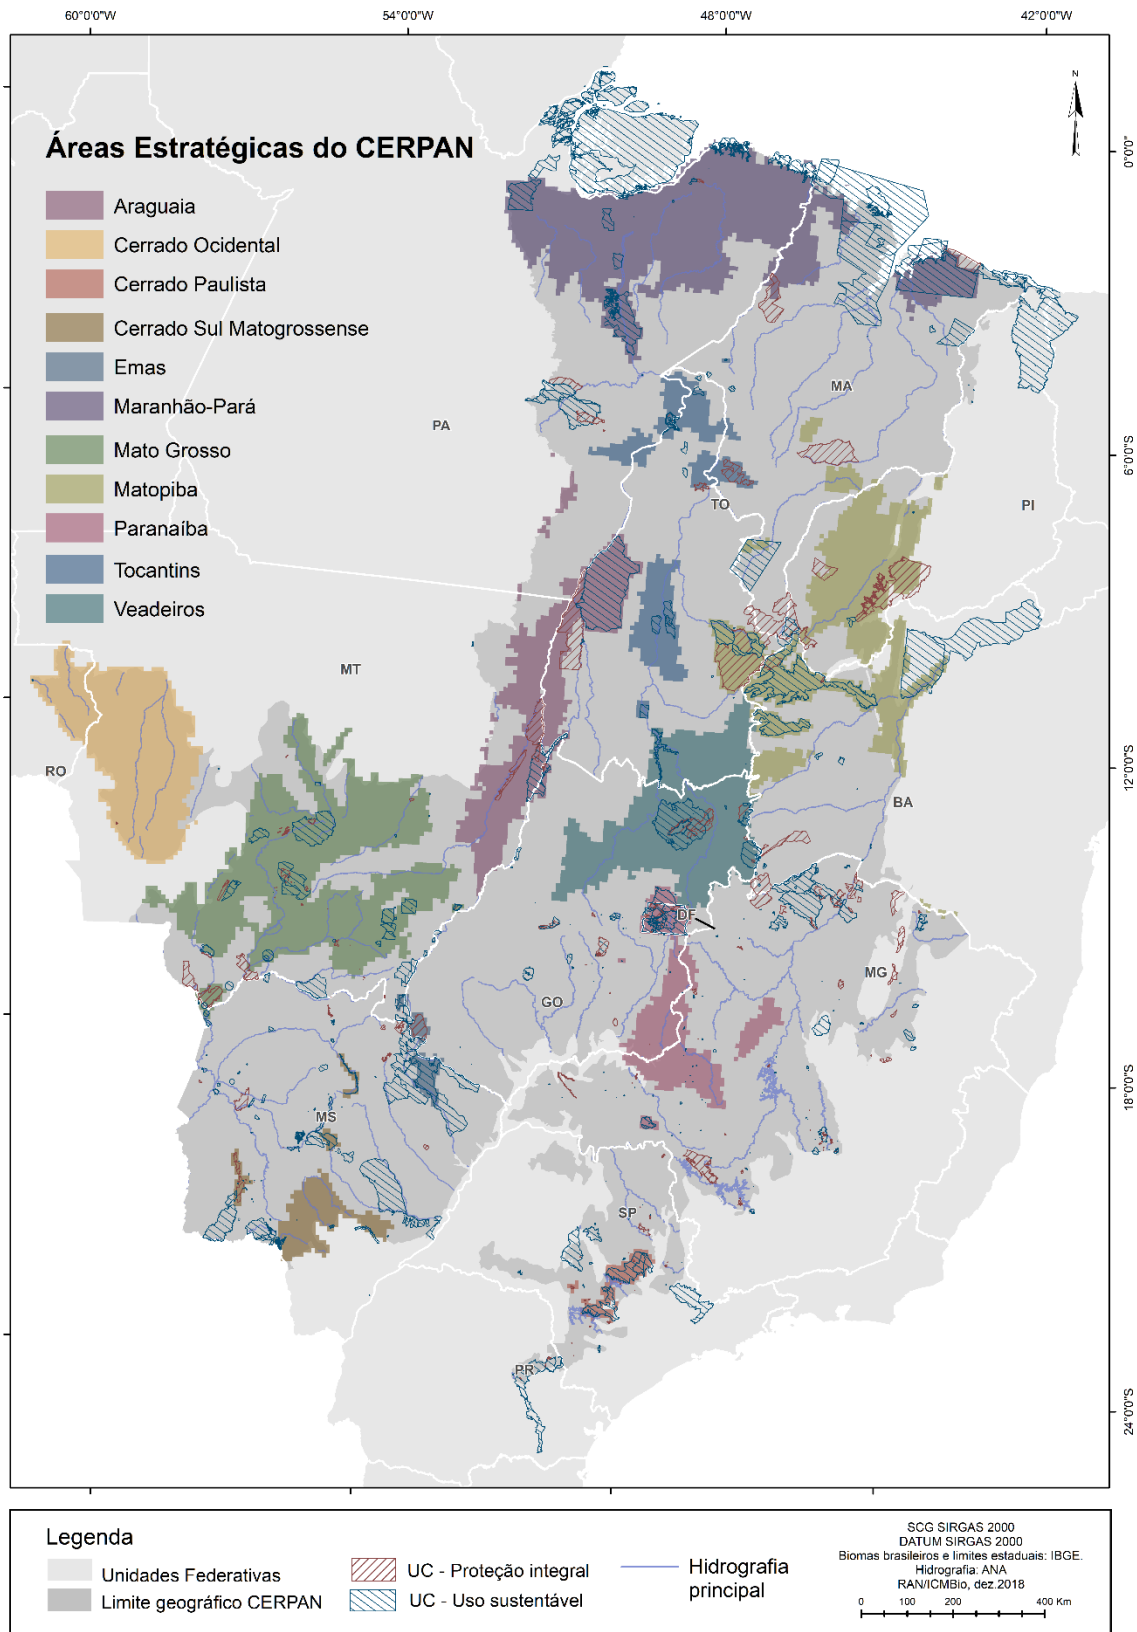 60°0'0"W
54°0'0"W
48°0'0"W
42°0'0"W
N
0°0'0"
6°0'0"S
12°0'0"S
18°0'0"S
24°0'0"S
Áreas Estratégicas do CERPAN
Araguaia
Cerrado Ocidental
Cerrado Paulista
Cerrado Sul Matogrossense
Emas
Maranhão-Pará
Mato Grosso
Matopiba
Paranaíba
Tocantins
Veadeiros
PA
MA
TO
PI
MT
RO
BA
DF
GO
MG
MS
SP
PR
Legenda
Unidades Federativas
Limite geográfico CERPAN
UC - Proteção integral
UC - Uso sustentável
Hidrografia
principal
SCG SIRGAS 2000
DATUM SIRGAS 2000
Biomas brasileiros e limites estaduais: IBGE.
Hidrografia: ANA
RAN/ICMBio, dez.2018
0 100 200 400 Km